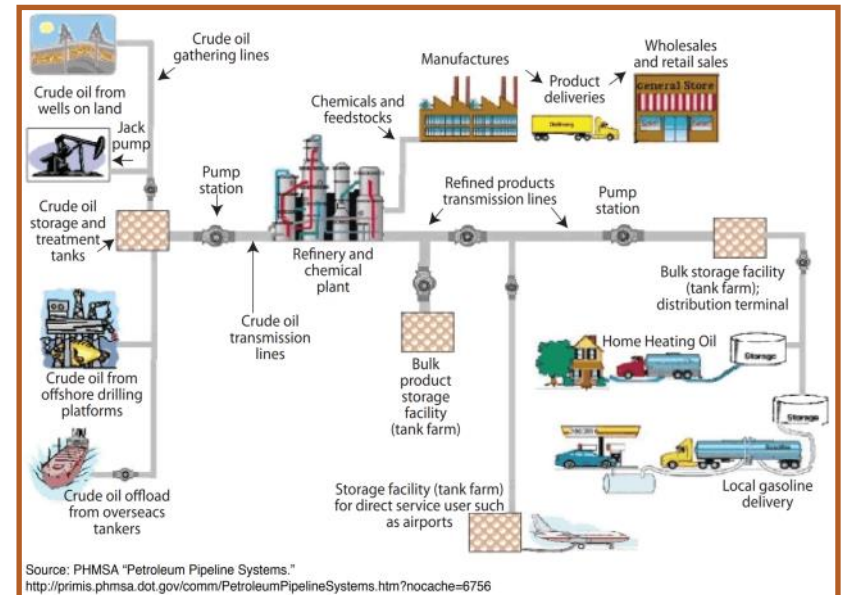 Crude oil
gathering lines
Crude oil from
wells on land
Jack
pump
Crude oil
storage and
treatment
tanks
Pump
station
Crude oil
transmission
lines
Crude oil from
offshore drilling
platforms
Crude oil offload
from overseacs
tankers
Refinery and
chemical
plant
Chemicals and
feedstocks
Manufactures
Product
deliveries
Wholesales
and retail sales
General Store
Refined products
transmission lines
Pump
station
Bulk
product
storage
facility
(tank farm)
Bulk storage facility
(tank farm);
distribution terminal
Home Heating Oil
Storage
Storage
Local gasoline
delivery
Storage facility (tank farm)
for direct service user such
as airports
Source: PHMSA "Petroleum Pipeline Systems."
http://primis.phmsa.dot.gov/comm/PetroleumPipelineSystems.htm?nocache=6756